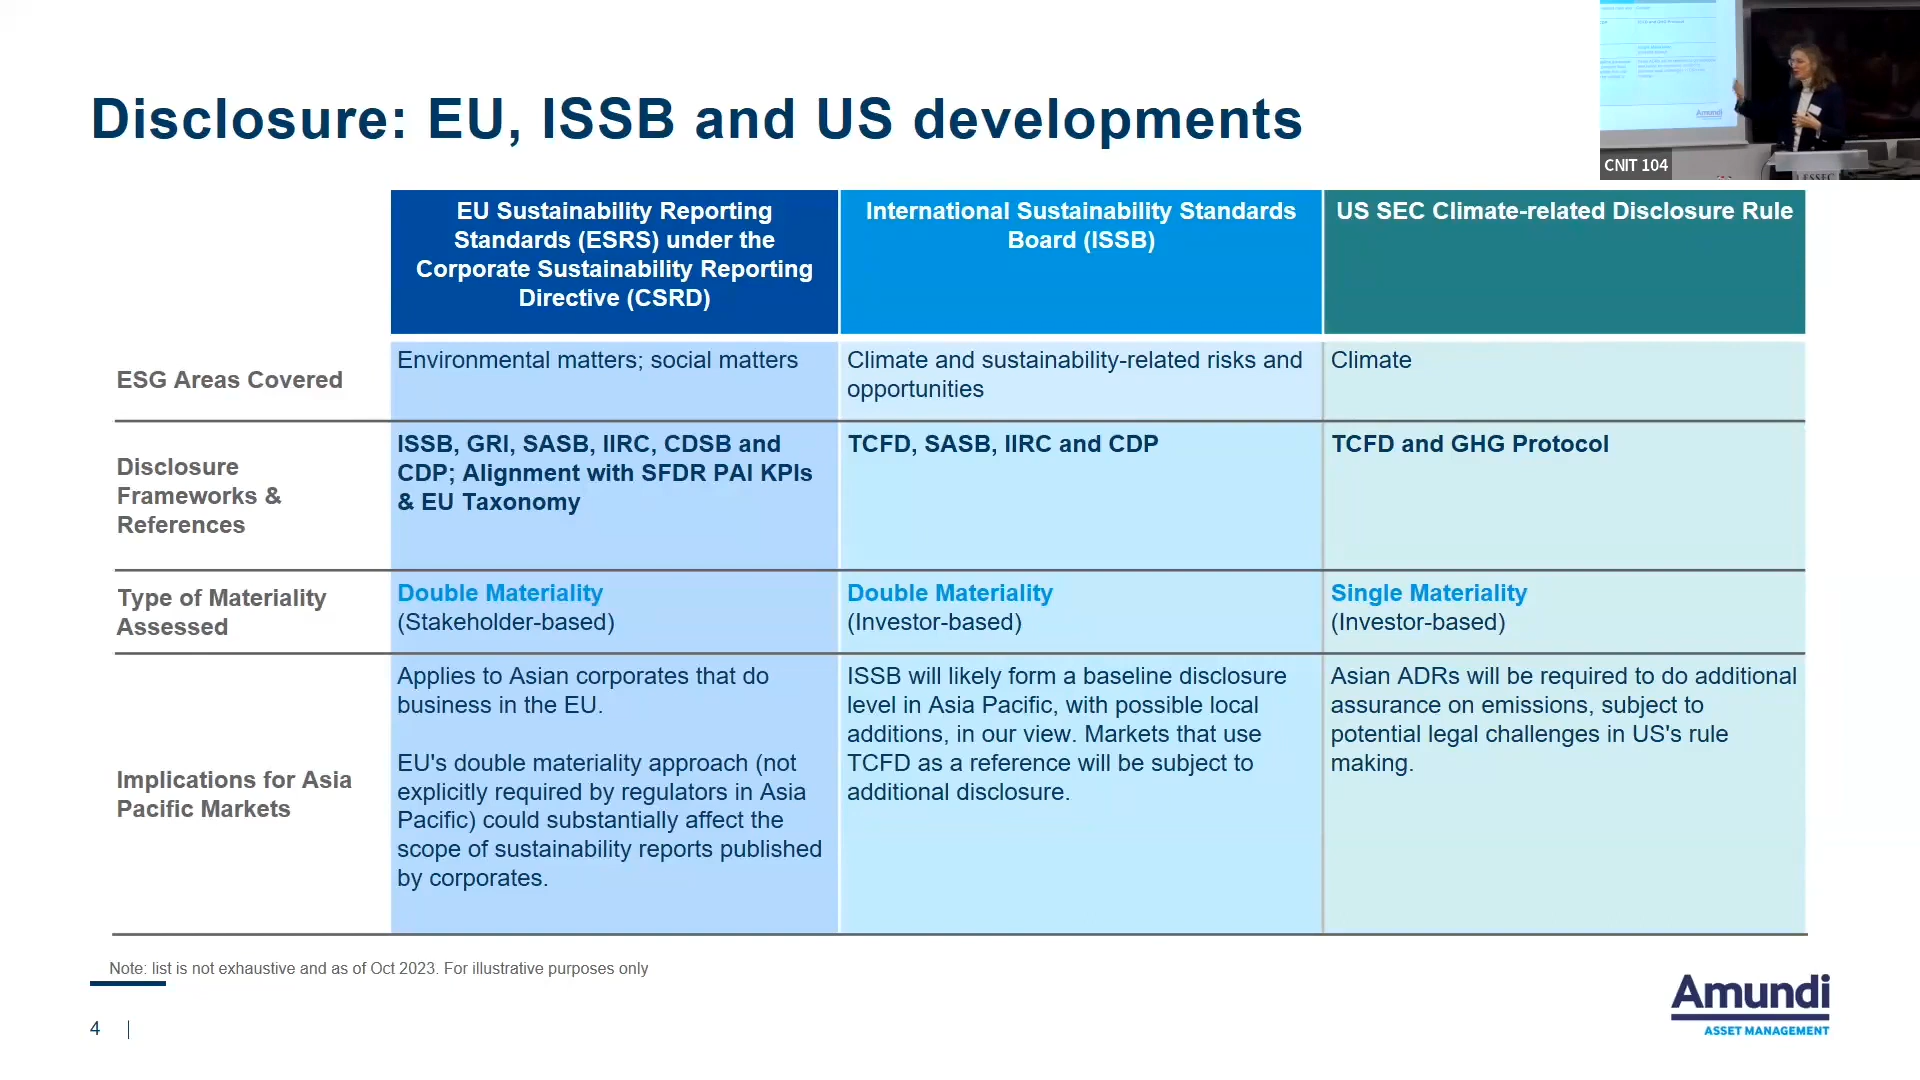 Disclosure: EU, ISSB and US developments
CNIT 104
ESSEC
EU Sustainability Reporting
Standards (ESRS) under the
Corporate Sustainability Reporting
Directive (CSRD)
International Sustainability Standards
Board (ISSB)
US SEC Climate-related Disclosure Rule
ESG Areas Covered
Environmental matters; social matters
Climate and sustainability-related risks and
opportunities
Climate
Disclosure
Frameworks &
References
ISSB, GRI, SASB, IIRC, CDSB and
CDP; Alignment with SFDR PAI KPIs
& EU Taxonomy
TCFD, SASB, IIRC and CDP
TCFD and GHG Protocol
Type of Materiality
Assessed
Double Materiality
(Stakeholder-based)
Double Materiality
(Investor-based)
Single Materiality
(Investor-based)
Implications for Asia
Pacific Markets
Applies to Asian corporates that do
business in the EU.
EU's double materiality approach (not
explicitly required by regulators in Asia
Pacific) could substantially affect the
scope of sustainability reports published
by corporates.
ISSB will likely form a baseline disclosure
level in Asia Pacific, with possible local
additions, in our view. Markets that use
TCFD as a reference will be subject to
additional disclosure.
Asian ADRs will be required to do additional
assurance on emissions, subject to
potential legal challenges in US's rule
making.
Note: list is not exhaustive and as of Oct 2023. For illustrative purposes only
4
Amundi
ASSET MANAGEMENT